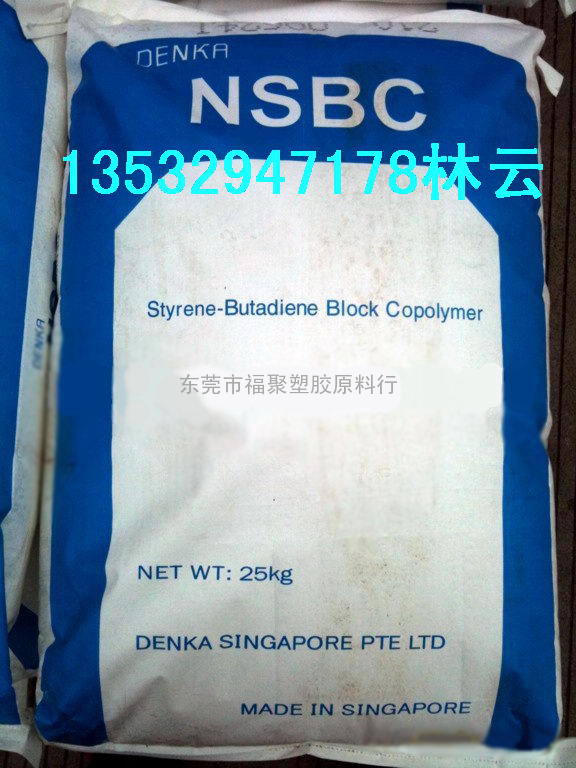 DENKA
NSBC
13532947178林云
Styrene-Butadiene Block Copolymer
DENKA
东莞市福聚塑胶原料行
NET WT: 25kg
DENKA SINGAPORE PTE LTD
MADE IN SINGAPORE